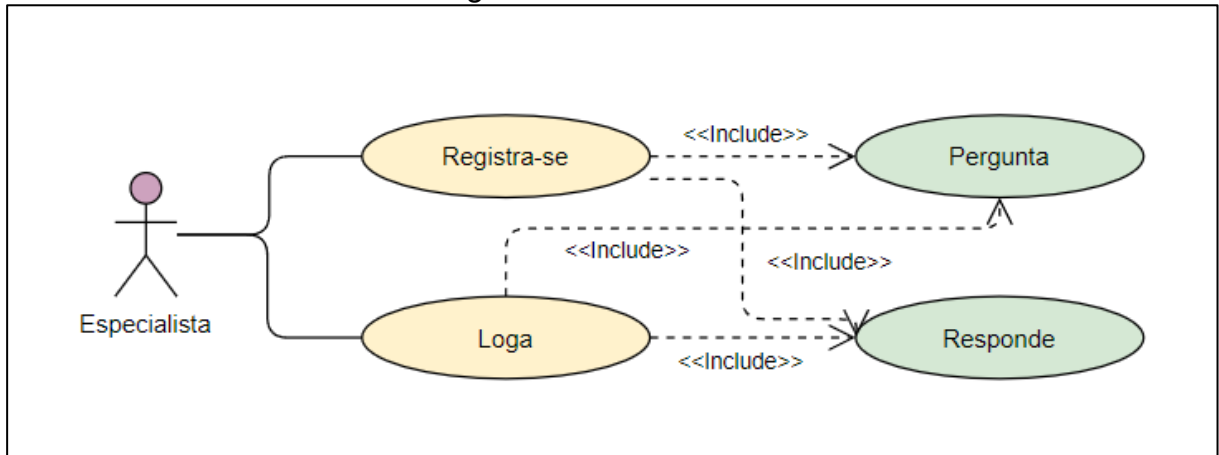 <<Include>>
Registra-se
Pergunta
<<Include>>
<<Include>>
Especialista
Loga
Responde
<<Include>>